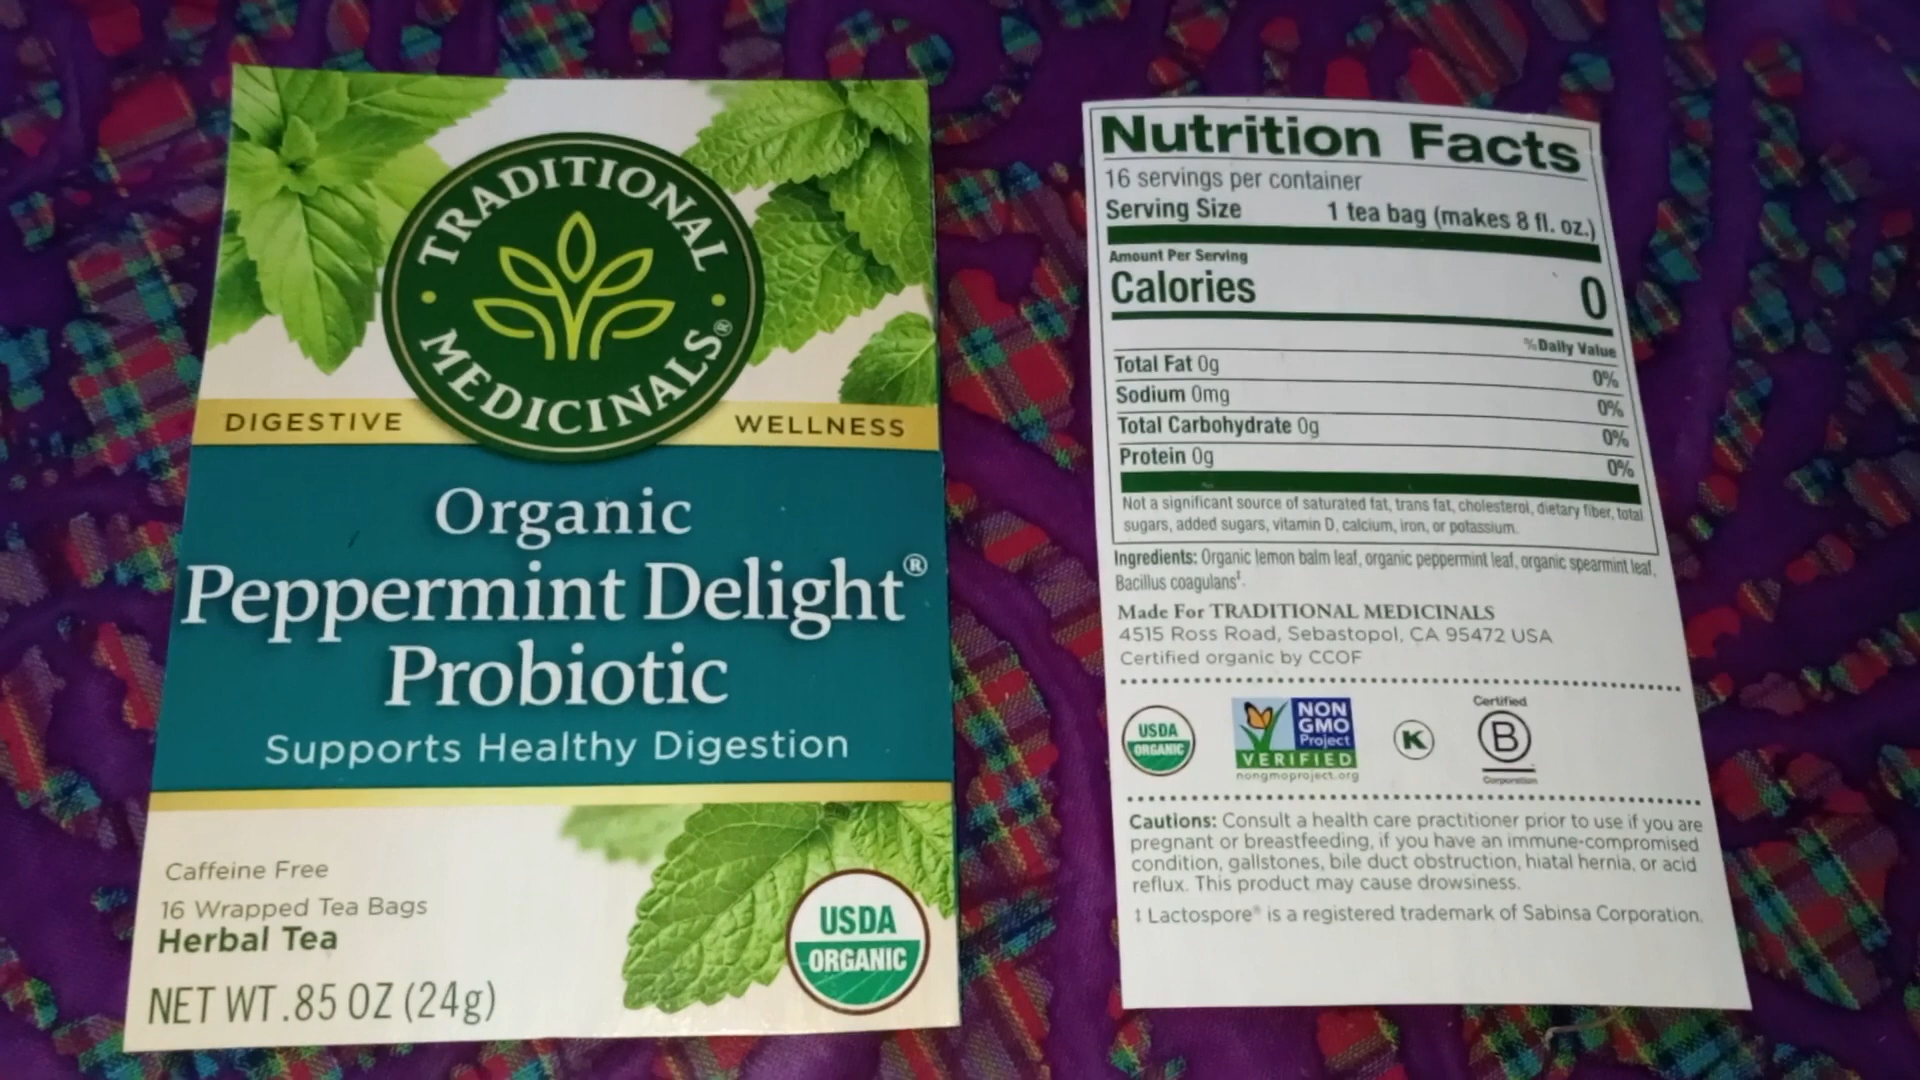 TRADITIONAL
MEDICINALS®
DIGESTIVE WELLNESS
Organic
Peppermint Delight®
Probiotic
Supports Healthy Digestion
Caffeine Free
16 Wrapped Tea Bags
Herbal Tea
NET WT .85 OZ (24g)
USDA
ORGANIC
Nutrition Facts
16 servings per container
Serving Size 1 tea bag (makes 8 fl. oz.)
Amount Per Serving
Calories 0
%Daily Value
Total Fat 0g 0%
Sodium 0mg 0%
Total Carbohydrate 0g 0%
Protein 0g 0%
Not a significant source of saturated fat, trans fat, cholesterol, dietary fiber, total
sugars, added sugars, vitamin D, calcium, iron, or potassium.
Ingredients: Organic lemon balm leaf, organic peppermint leaf, organic spearmint leaf,
Bacillus coagulans‡.
Made For TRADITIONAL MEDICINALS
4515 Ross Road, Sebastopol, CA 95472 USA
Certified organic by CCOF
USDA
ORGANIC
NON
GMO
Project
VERIFIED
nongmoproject.org
K
Certified
B
Corporation
Cautions: Consult a health care practitioner prior to use if you are
pregnant or breastfeeding, if you have an immune-compromised
condition, gallstones, bile duct obstruction, hiatal hernia, or acid
reflux. This product may cause drowsiness.
‡ Lactospore® is a registered trademark of Sabinsa Corporation.